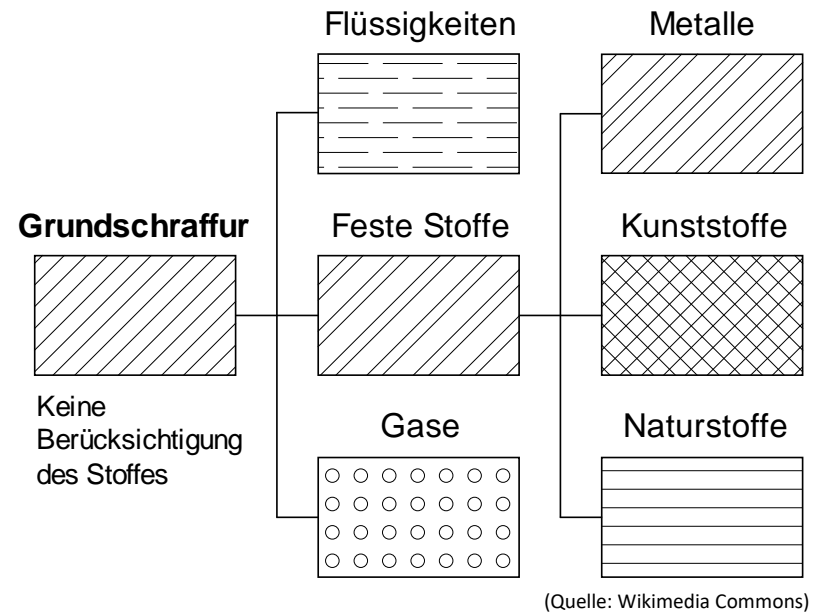 Flüssigkeiten
Metalle
Grundschraffur
Feste Stoffe
Kunststoffe
Keine
Berücksichtigung
des Stoffes
Gase
Naturstoffe
(Quelle: Wikimedia Commons)